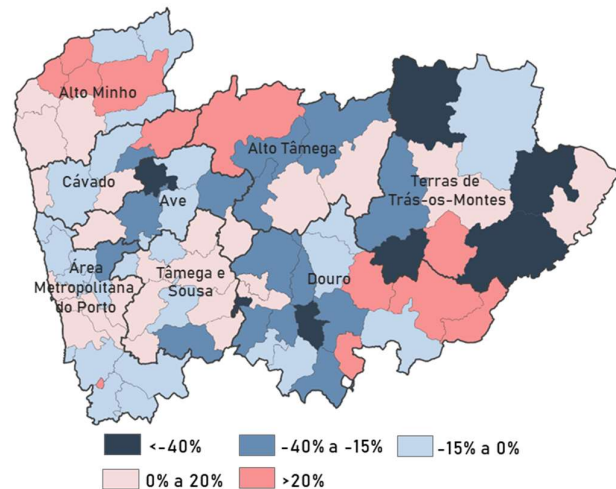 Alto Minho
Alto Tâmega
Cávado
Ave
Terras de
Trás-os-Montes
Área
Metropolitana
do Porto
Tâmega e
Sousa
Douro
<-40%
-40% a -15%
-15% a 0%
0% a 20%
>20%